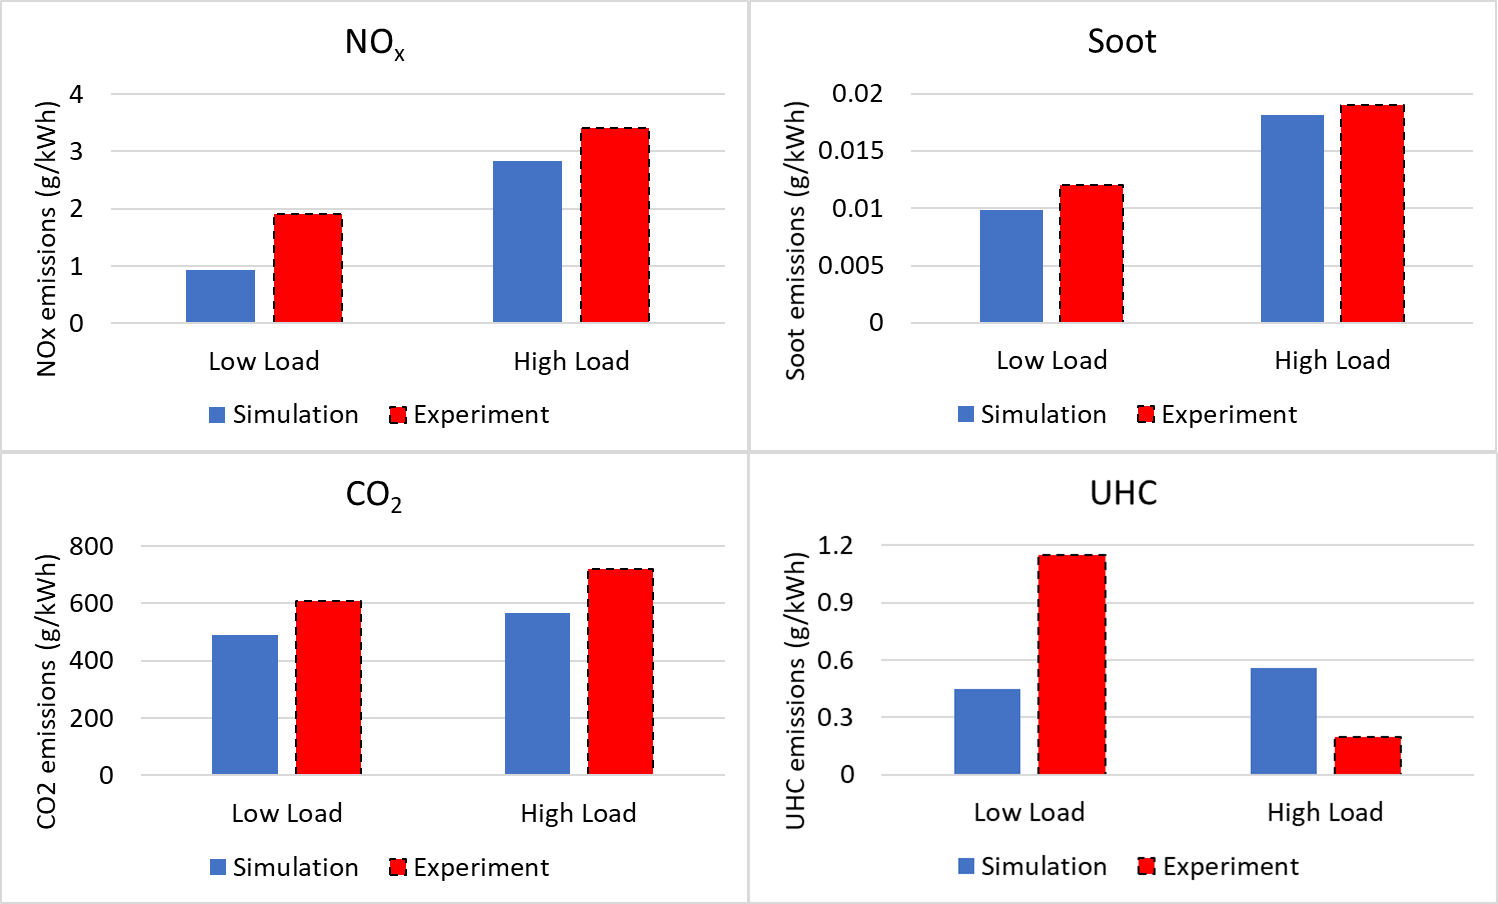 NOx
NOx emissions (g/kWh)
4
3
2
1
0
Low Load
High Load
Simulation
Experiment
Soot
Soot emissions (g/kWh)
0.02
0.015
0.01
0.005
0
Low Load
High Load
Simulation
Experiment
CO2
CO2 emissions (g/kWh)
800
600
400
200
0
Low Load
High Load
Simulation
Experiment
UHC
UHC emissions (g/kWh)
1.2
0.9
0.6
0.3
0
Low Load
High Load
Simulation
Experiment